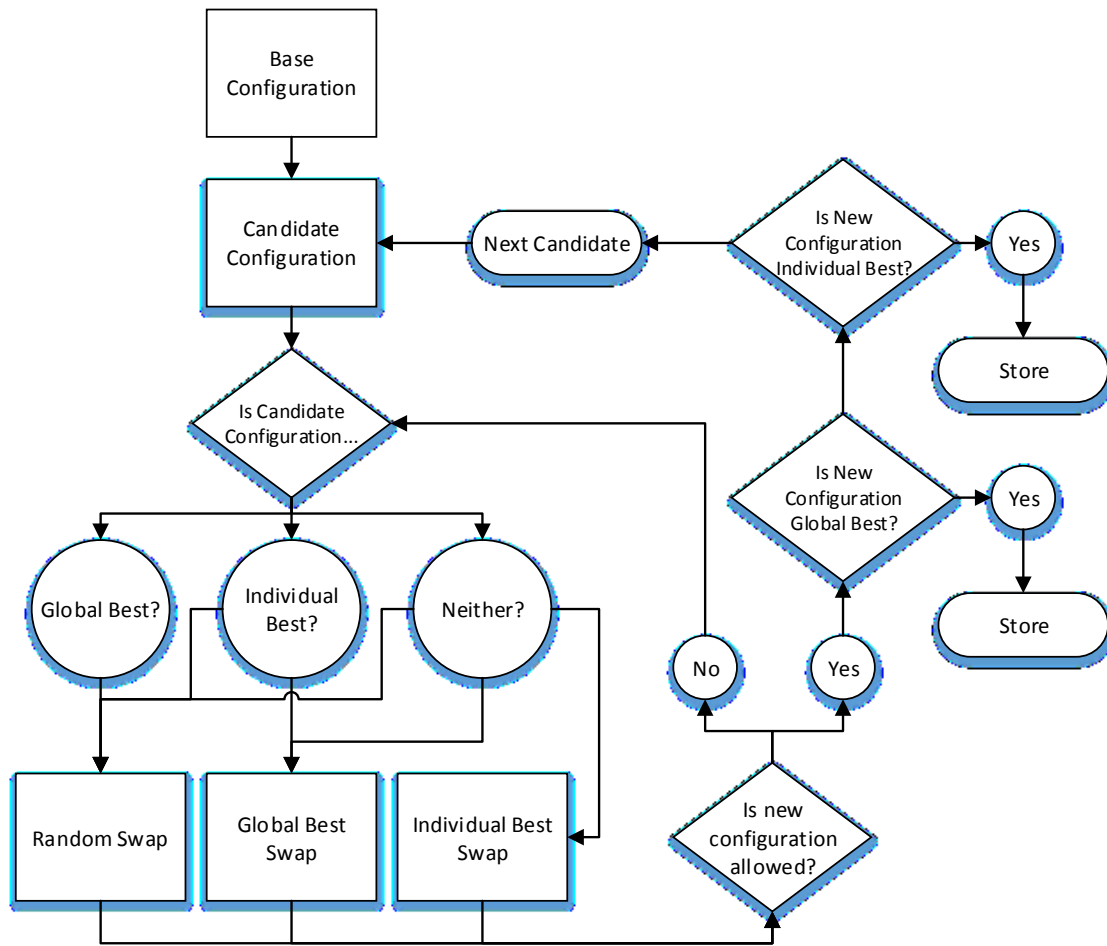 Base
Configuration
Candidate
Configuration
Next Candidate
Is New
Configuration
Individual Best?
Yes
Store
Is Candidate
Configuration...
Is New
Configuration
Global Best?
Yes
Store
Global Best?
Individual
Best?
Neither?
No
Yes
Random Swap
Global Best
Swap
Individual Best
Swap
Is new
configuration
allowed?